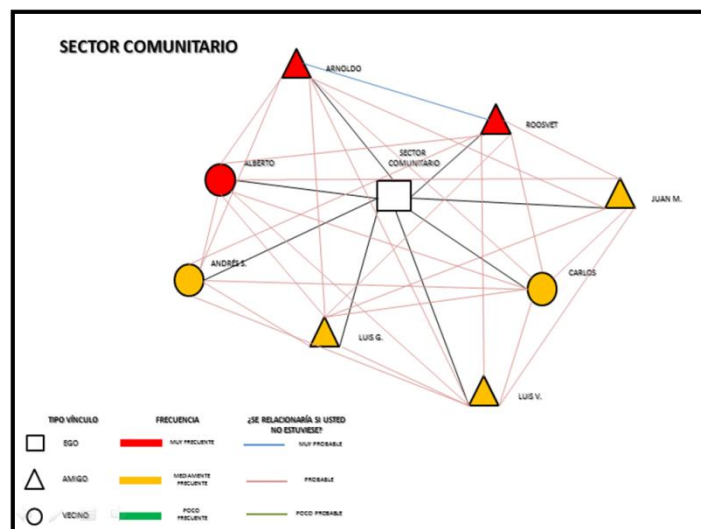 SECTOR COMUNITARIO
ARNOLDO
ROOSVET
SECTOR
COMUNITARIO
ALBERTO
JUAN M.
ANDRÉS S.
CARLOS
LUIS G.
LUIS V.
TIPO VÍNCULO
FRECUENCIA
¿SE RELACIONARÍA SI USTED
NO ESTUVIESE?
EGO
MUY FRECUENTE
MUY PROBABLE
AMIGO
MEDIAMENTE
FRECUENTE
PROBABLE
VECINO
POCO
FRECUENTE
POCO PROBABLE